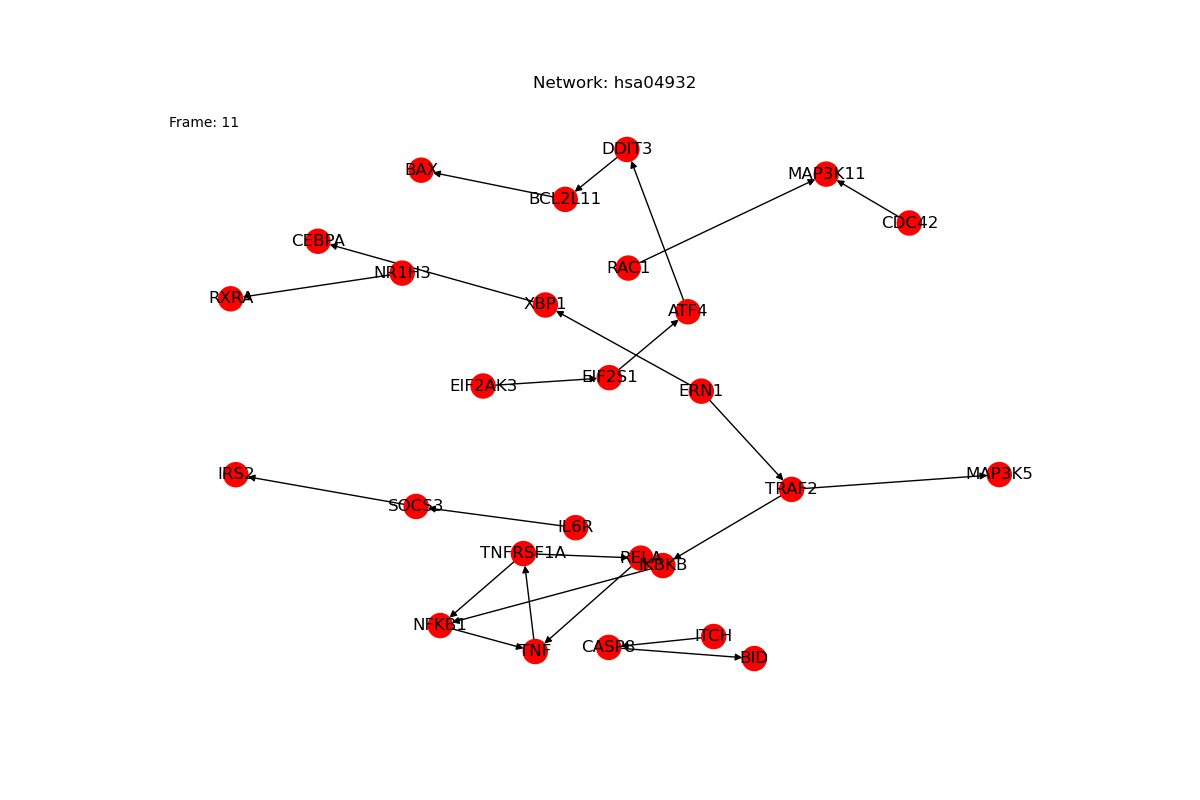 Network: hsa04932
Frame: 11
DDIT3
BAX
MAP3K11
BCL2L11
CDC42
CEBPA
RAC1
NR1H3
RXRA
XBP1
ATF4
EIF2S1
EIF2AK3
ERN1
IRS2
MAP3K5
TRAF2
SOCS3
IL6R
TNFRSF1A
RELA
IKBKB
NFKB1
ITCH
CASP8
TNF
BID